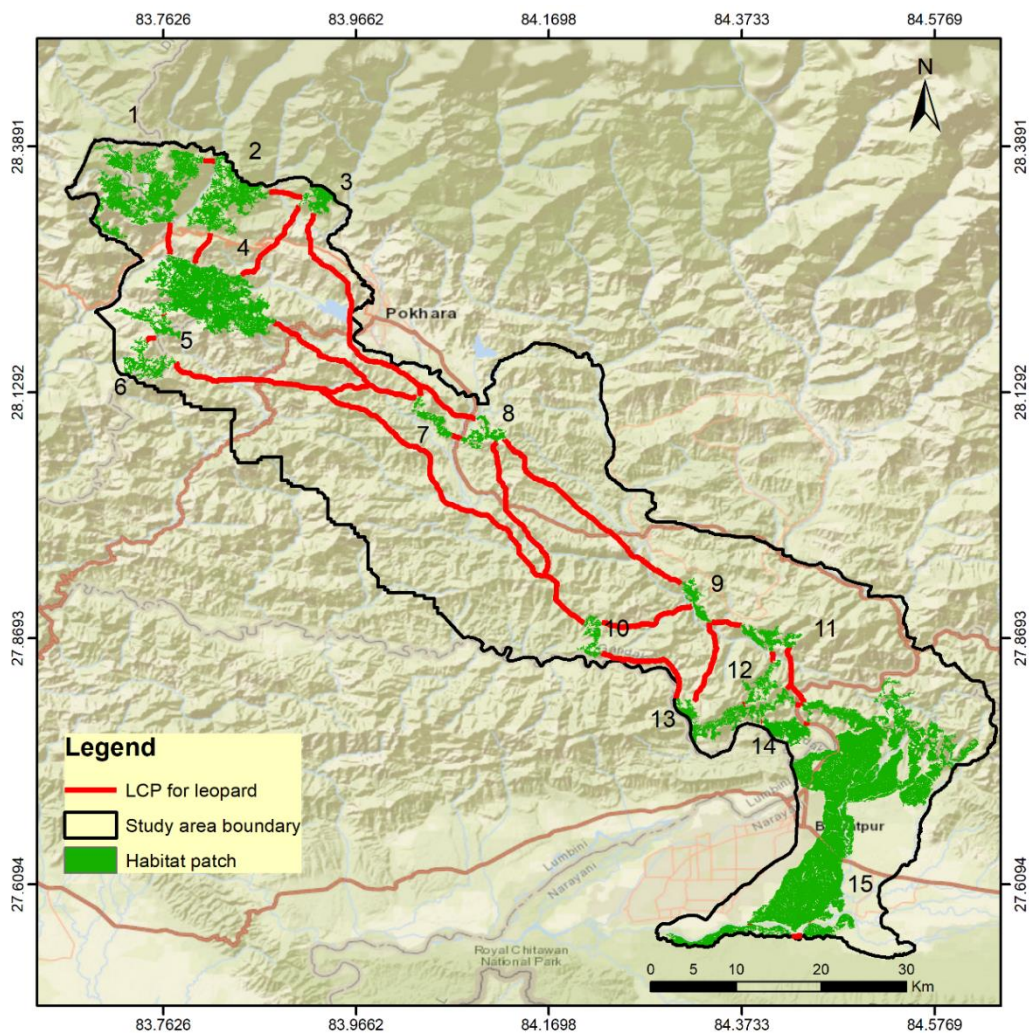 83.7626 83.9662 84.1698 84.3733 84.5769
N
28.3891 28.3891
1
2
3
4
Pokhara
5
6
28.1292 28.1292
7
8
9
10
11
27.8693 27.8693
12
13
14
Legend
LCP for leopard
Study area boundary
Habitat patch
Lumbini
Narayani
15
27.6094 27.6094
Lumbini
Narayani
Royal Chitawan
National Park
0 5 10 20 30
Km
83.7626 83.9662 84.1698 84.3733 84.5769